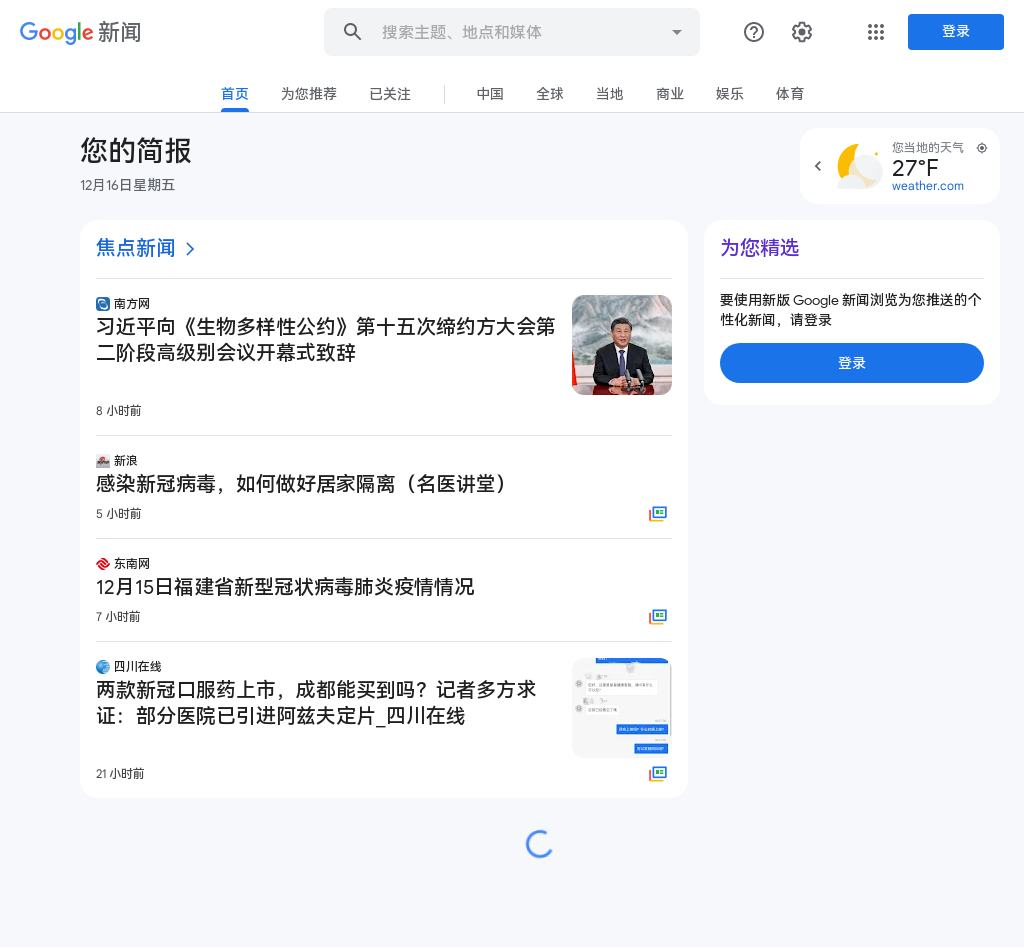 Google 新闻
搜索主题、地点和媒体
登录
首页
为您推荐
已关注
中国
全球
当地
商业
娱乐
体育
您的简报
12月16日星期五
您当地的天气
27°F
weather.com
焦点新闻
南方网
习近平向《生物多样性公约》第十五次缔约方大会第
二阶段高级别会议开幕式致辞
8 小时前
新浪
感染新冠病毒，如何做好居家隔离（名医讲堂）
5 小时前
东南网
12月15日福建省新型冠状病毒肺炎疫情情况
7 小时前
四川在线
两款新冠口服药上市，成都能买到吗？记者多方求
证：部分医院已引进阿兹夫定片_四川在线
21 小时前
为您精选
要使用新版 Google 新闻浏览为您推送的个
性化新闻，请登录
登录